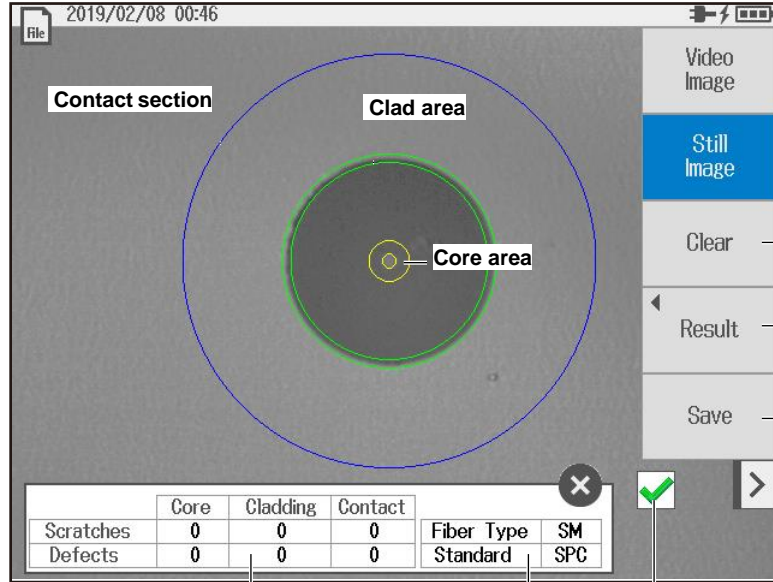 2019/02/08 00:46
File
Video
Image
Contact section
Clad area
Still
Image
Clear
Core area
Result
Save
Core Cladding Contact
Scratches 0 0 0
Defects 0 0 0
Fiber Type SM
Standard SPC